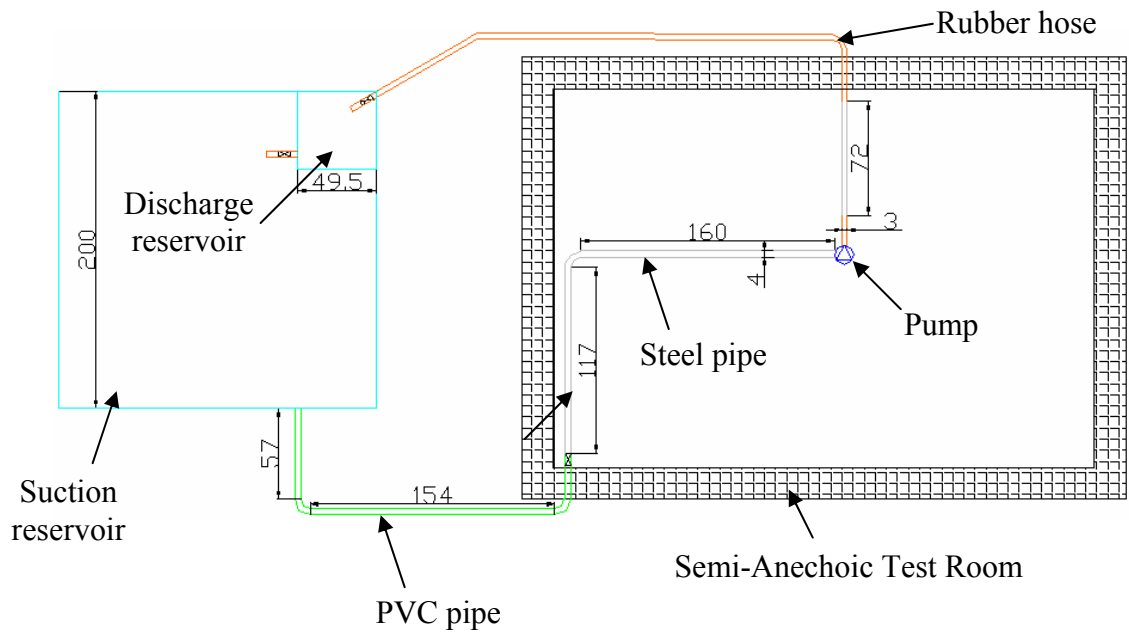 Rubber hose
72
49,5
3
Discharge
reservoir
200
160
4
Pump
Steel pipe
117
57
Suction
reservoir
154
Semi-Anechoic Test Room
PVC pipe